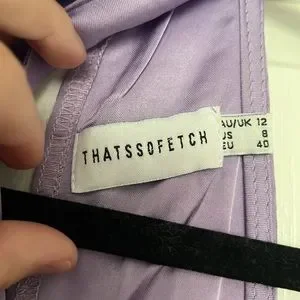 THATSSOFETCH
AU/UK 12
US 8
EU 40